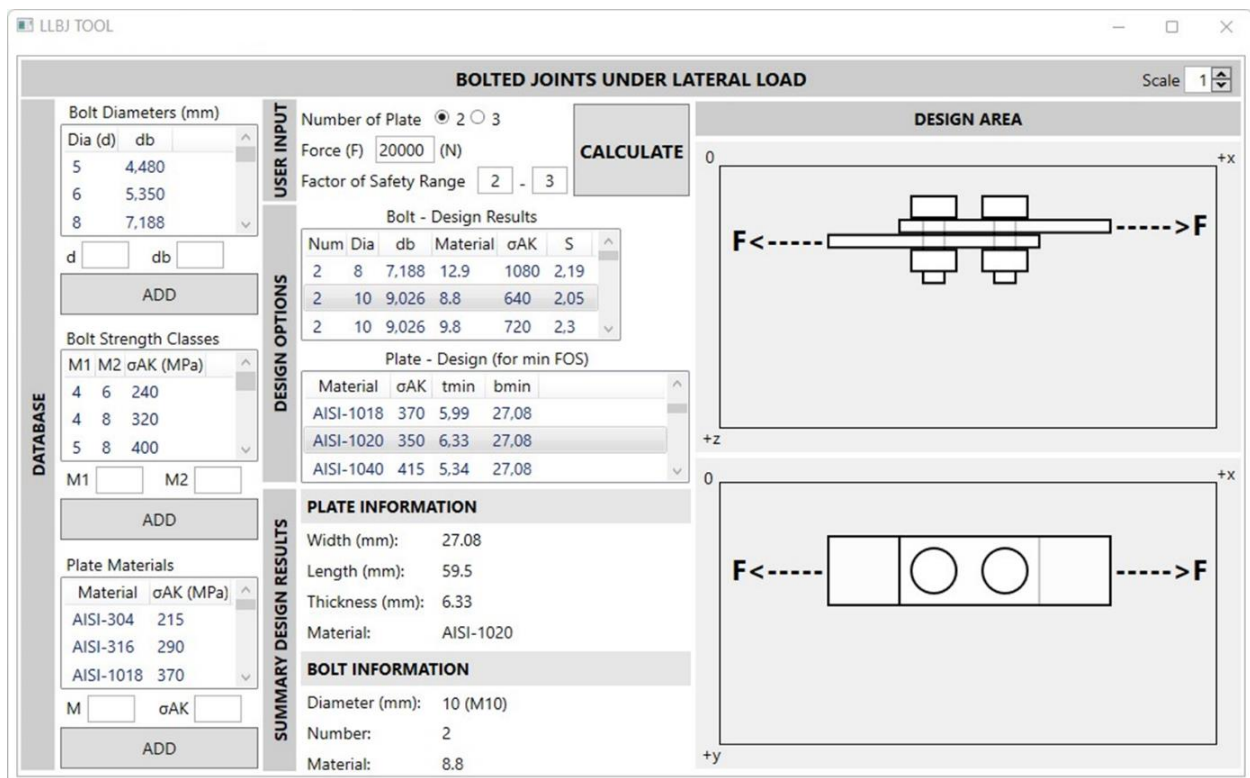 LLBJ TOOL
BOLTED JOINTS UNDER LATERAL LOAD
Scale 1
DATABASE
Bolt Diameters (mm)
Dia (d) db
5 4,480
6 5,350
8 7,188
d db
ADD
Bolt Strength Classes
M1 M2 σAK (MPa)
4 6 240
4 8 320
5 8 400
M1 M2
ADD
Plate Materials
Material σAK (MPa)
AISI-304 215
AISI-316 290
AISI-1018 370
M σAK
ADD
USER INPUT
Number of Plate 2 3
Force (F) 20000 (N)
Factor of Safety Range 2 - 3
CALCULATE
DESIGN OPTIONS
Bolt - Design Results
Num Dia db Material σAK S
2 8 7,188 12.9 1080 2,19
2 10 9,026 8.8 640 2,05
2 10 9,026 9.8 720 2,3
Plate - Design (for min FOS)
Material σAK tmin bmin
AISI-1018 370 5,99 27,08
AISI-1020 350 6,33 27,08
AISI-1040 415 5,34 27,08
SUMMARY DESIGN RESULTS
PLATE INFORMATION
Width (mm): 27.08
Length (mm): 59.5
Thickness (mm): 6.33
Material: AISI-1020
BOLT INFORMATION
Diameter (mm): 10 (M10)
Number: 2
Material: 8.8
DESIGN AREA
0 +x
F<----- ----->F
+z
0 +x
F<----- ----->F
+y